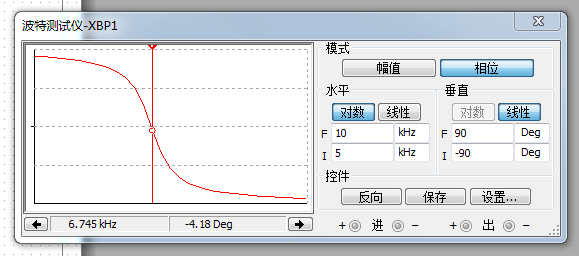 波特测试仪-XBP1
模式
幅值 相位
水平 垂直
对数 线性 对数 线性
F 10 kHz F 90 Deg
I 5 kHz I -90 Deg
控件
反向 保存 设置...
6.745 kHz -4.18 Deg
+ 进 - + 出 -